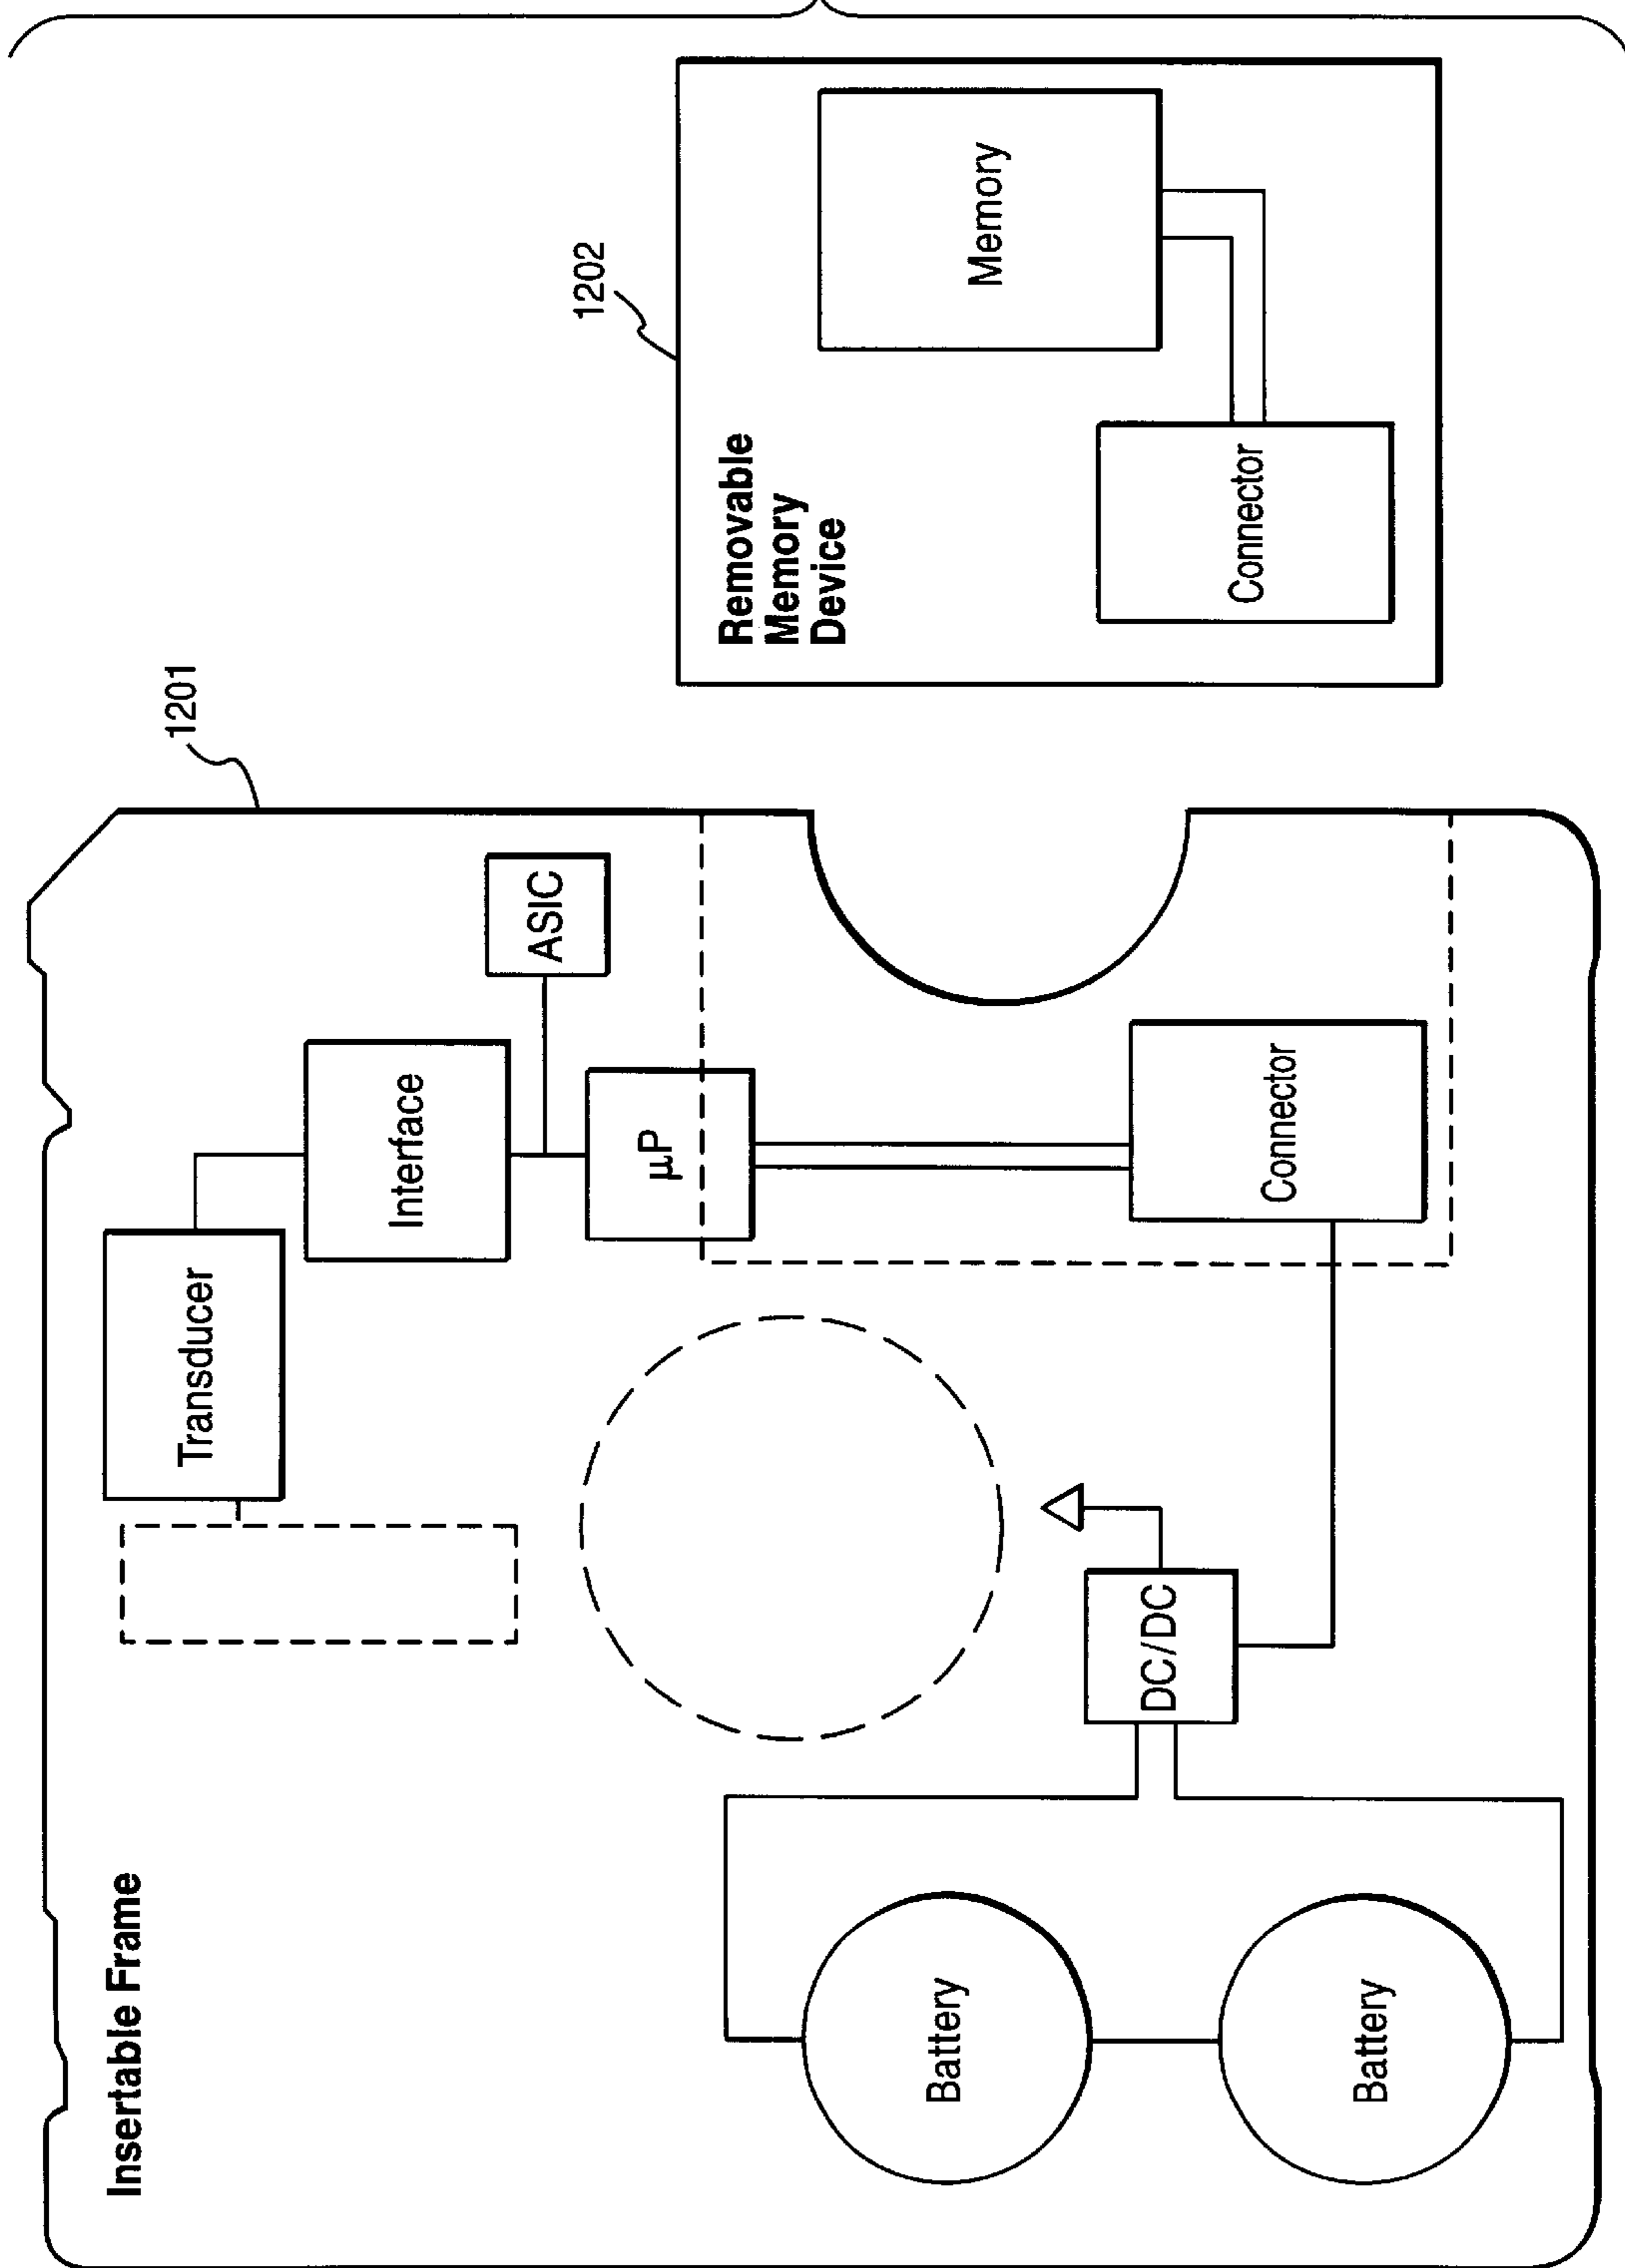 Insertable Frame
1201
Transducer
Interface
ASIC
µP
Connector
DC/DC
Battery
Battery
1202
Removable
Memory
Device
Memory
Connector